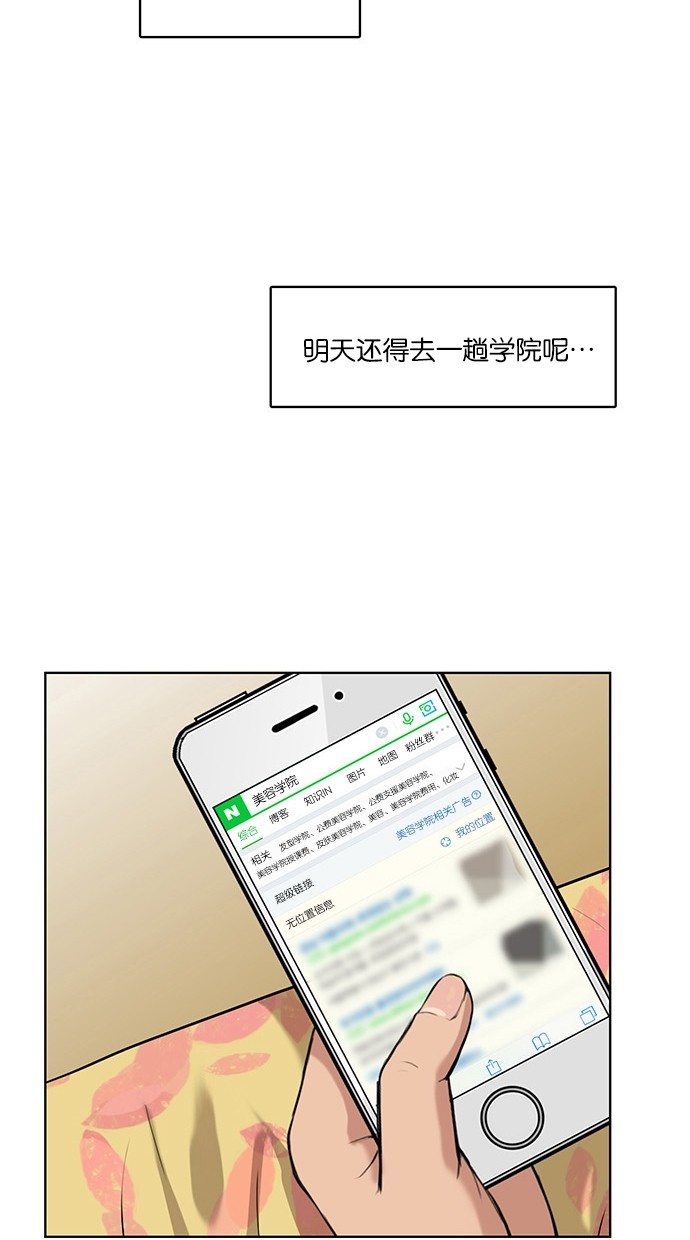 明天还得去一趟学院呢…
N 美容学院
综合 博客 知识N 图片 地图 粉丝群…
相关 发型学院、公费美容学院、公费支援美容学院、
美容学院授课费、皮肤美容学院、美容、美容学院费用、化妆
美容学院相关广告?
超级链接
我的位置
无位置信息